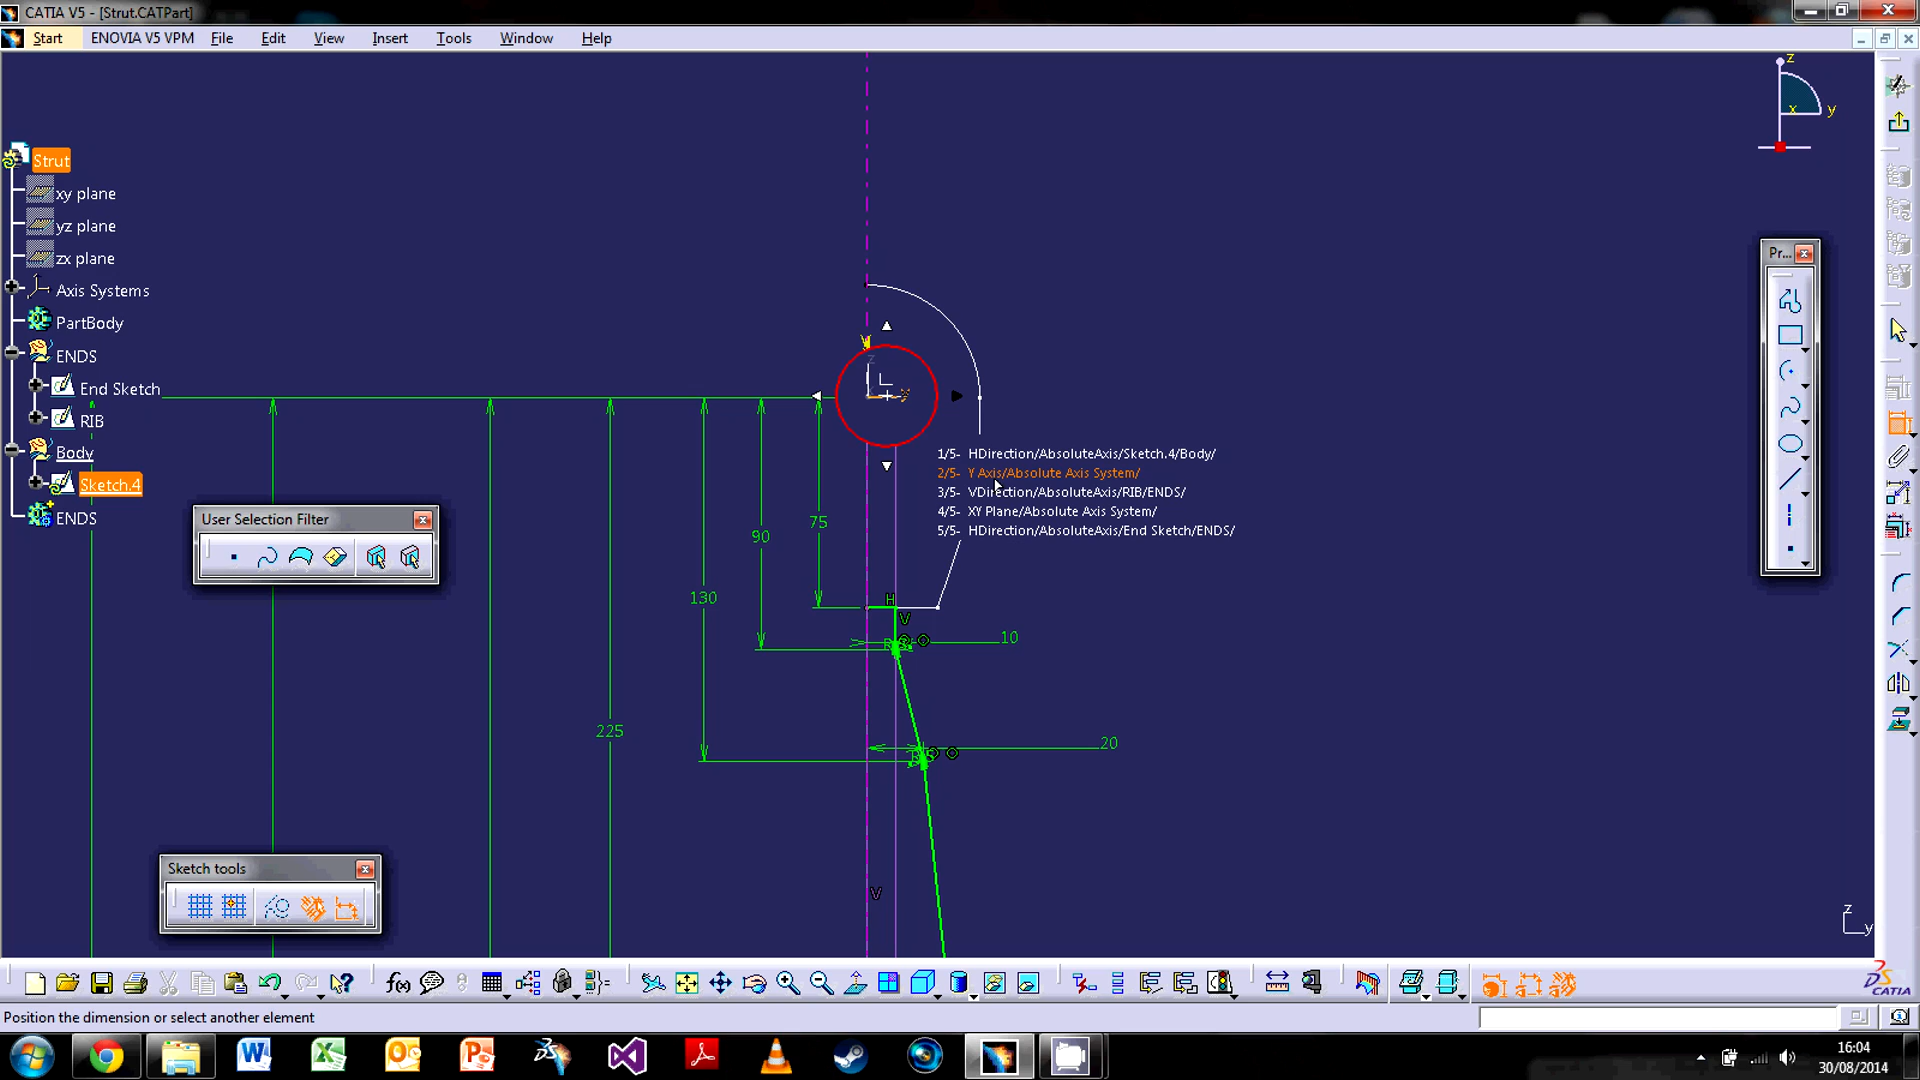 CATIA V5 - [Strut.CATPart]
Start ENOVIA V5 VPM File Edit View Insert Tools Window Help
z
x y
Strut
xy plane
yz plane
zx plane
Axis Systems
PartBody
ENDS
End Sketch
RIB
Body
Sketch.4
ENDS
Pr...
V
z
y
1/5- HDirection/AbsoluteAxis/Sketch.4/Body/
2/5- Y Axis/Absolute Axis System/
3/5- VDirection/AbsoluteAxis/RIB/ENDS/
4/5- XY Plane/Absolute Axis System/
5/5- HDirection/AbsoluteAxis/End Sketch/ENDS/
User Selection Filter
75
90
130
225
H
V
10
20
V
Sketch tools
z
y
f(x)
CATIA
Position the dimension or select another element
16:04
30/08/2014